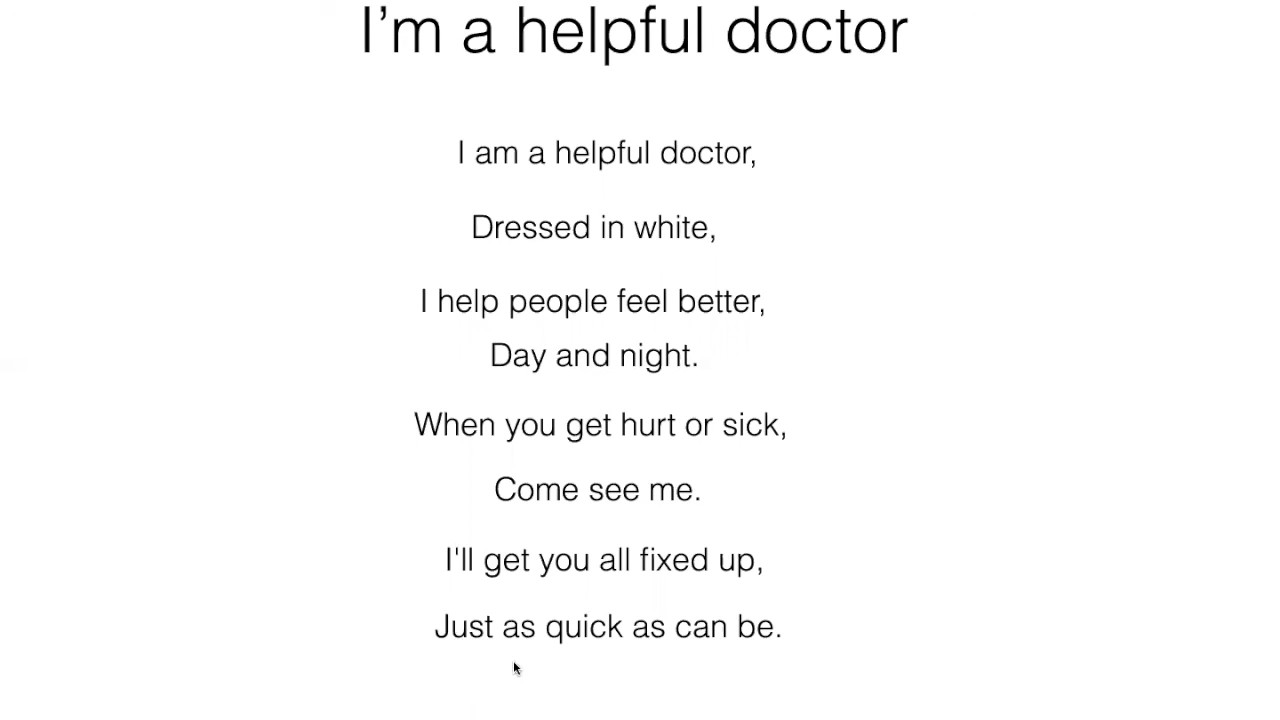 I’m a helpful doctor
I am a helpful doctor,
Dressed in white,
I help people feel better,
Day and night.
When you get hurt or sick,
Come see me.
I'll get you all fixed up,
Just as quick as can be.